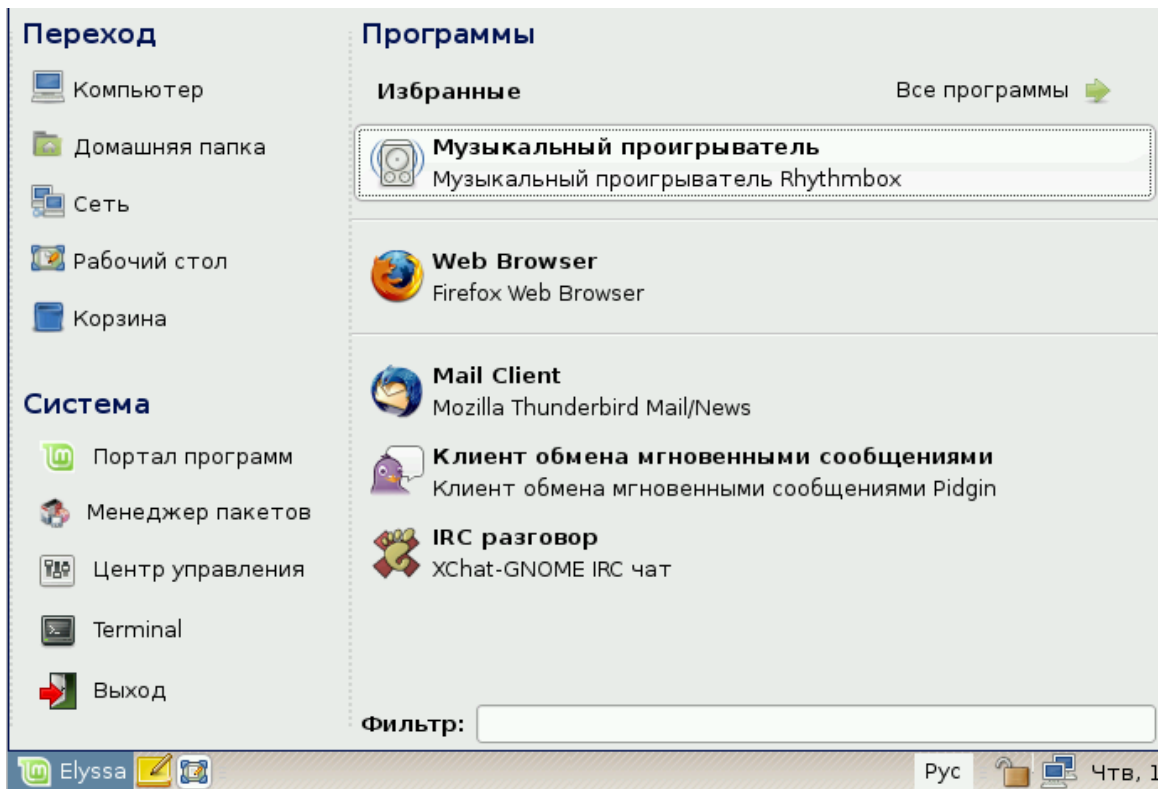 Переход
Компьютер
Домашняя папка
Сеть
Рабочий стол
Корзина
Система
Портал программ
Менеджер пакетов
Центр управления
Terminal
Выход
Программы
Избранные
Все программы
Музыкальный проигрыватель
Музыкальный проигрыватель Rhythmbox
Web Browser
Firefox Web Browser
Mail Client
Mozilla Thunderbird Mail/News
Клиент обмена мгновенными сообщениями
Клиент обмена мгновенными сообщениями Pidgin
IRC разговор
XChat-GNOME IRC чат
Фильтр:
Elyssa
Рус
Чтв, 1